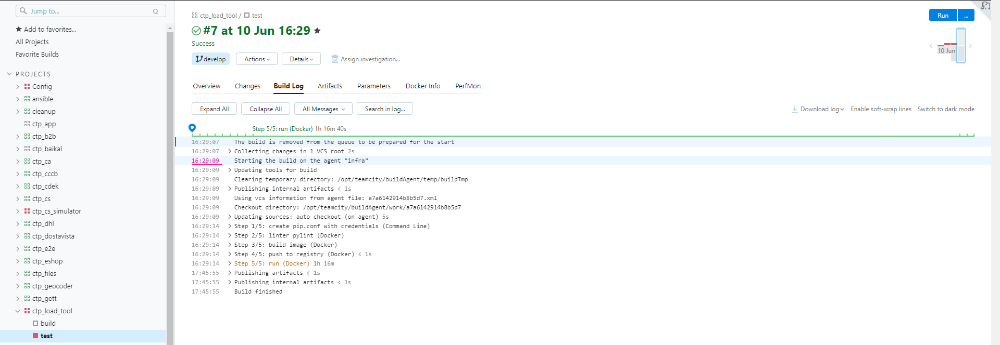 Jump to... Q
Add to favorites...
All Projects
Favorite Builds
PROJECTS
Config
ansible
cleanup
ctp_app
ctp_b2b
ctp_baikal
ctp_ca
ctp_cccb
ctp_cdek
ctp_cs
ctp_cs_simulator
ctp_dhl
ctp_dostavista
ctp_e2e
ctp_eshop
ctp_files
ctp_geocoder
ctp_gett
ctp_load_tool
build
test
ctp_load_tool / test
#7 at 10 Jun 16:29
Success
develop Actions Details Assign investigation...
Run ...
10 Jun
Overview Changes Build Log Artifacts Parameters Docker Info PerfMon
Expand All Collapse All All Messages Search in log... Download log Enable soft-wrap lines Switch to dark mode
Step 5/5: run (Docker) 1h 16m 40s
16:29:07 The build is removed from the queue to be prepared for the start
16:29:07 Collecting changes in 1 VCS root 2s
16:29:09 Starting the build on the agent "infra"
16:29:09 Updating tools for build
16:29:09 Clearing temporary directory: /opt/teamcity/buildAgent/temp/buildTmp
16:29:09 Publishing internal artifacts < 1s
16:29:09 Using vcs information from agent file: a7a6142914b8b5d7.xml
16:29:09 Checkout directory: /opt/teamcity/buildAgent/work/a7a6142914b8b5d7
16:29:09 Updating sources: auto checkout (on agent) 5s
16:29:14 Step 1/5: create pip.conf with credentials (Command Line)
16:29:14 Step 2/5: linter pylint (Docker)
16:29:14 Step 3/5: build image (Docker)
16:29:14 Step 4/5: push to registry (Docker) < 1s
16:29:14 Step 5/5: run (Docker) 1h 16m
17:45:55 Publishing artifacts < 1s
17:45:55 Publishing internal artifacts < 1s
17:45:55 Build finished